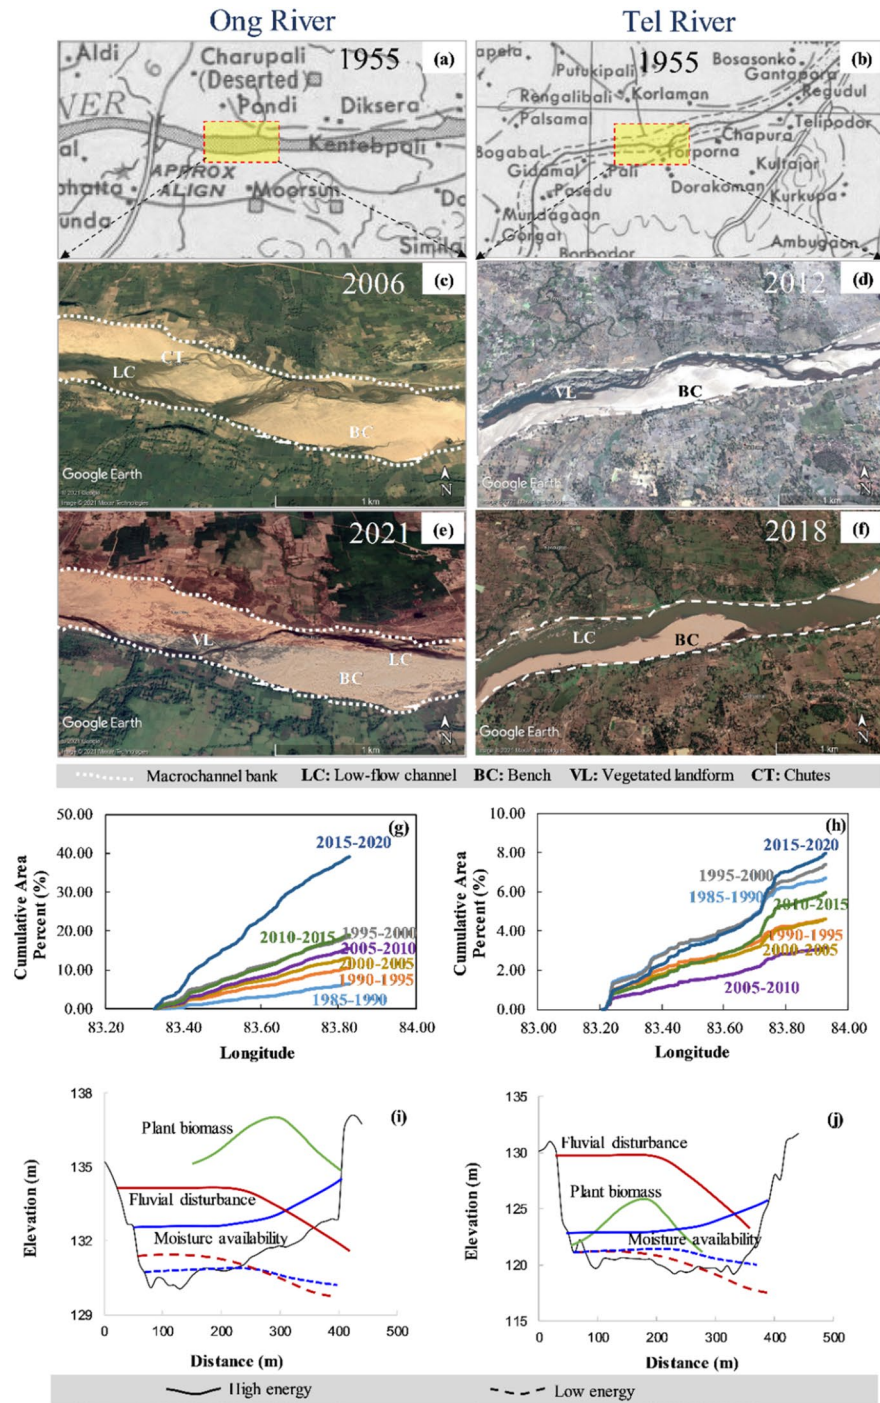 Ong River
Tel River
1955
(a)
Aldi
Charupali
(Deserted)
6
VER
Pondi
Diksera
Kentebpali
APPROX
ALIGN
Moorsun
bhatta
unda
1955
(b)
apela
Putukipali
Bosasonko
Gantapara
Regudul
Rengalibali
Korlaman
Palsamal
Telipodor
Chapura
Bogabal
Torporna
Gidamal
Pali
Kultajor
Pasedu
Dorakoman
Kurkupa
Mundagaon
Gorgat
Ambugaon
Borbodor
2006
(c)
CT
LC
BC
Google Earth
1 km
N
2012
(d)
VL
BC
Google Earth
1 km
N
2021
(e)
VL
LC
BC
Google Earth
1 km
N
2018
(f)
LC
BC
Google Earth
1 km
N
Macrochannel bank LC: Low-flow channel BC: Bench VL: Vegetated landform CT: Chutes
(g)
Cumulative Area
Percent (%)
50.00
40.00
30.00
20.00
10.00
0.00
2015-2020
1995-2000
2010-2015
2005-2010
2000-2005
1990-1995
1985-1990
83.20 83.40 83.60 83.80 84.00
Longitude
(h)
Cumulative Area
Percent (%)
10.00
8.00
6.00
4.00
2.00
0.00
2015-2020
1995-2000
1985-1990
2010-2015
1990-1995
2000-2005
2005-2010
83.00 83.20 83.40 83.60 83.80 84.00
Longitude
(i)
Elevation (m)
138
135
132
129
Plant biomass
Fluvial disturbance
Moisture availability
0 100 200 300 400 500
Distance (m)
(j)
Elevation (m)
135
130
125
120
115
Fluvial disturbance
Plant biomass
Moisture availability
0 100 200 300 400 500
Distance (m)
High energy Low energy